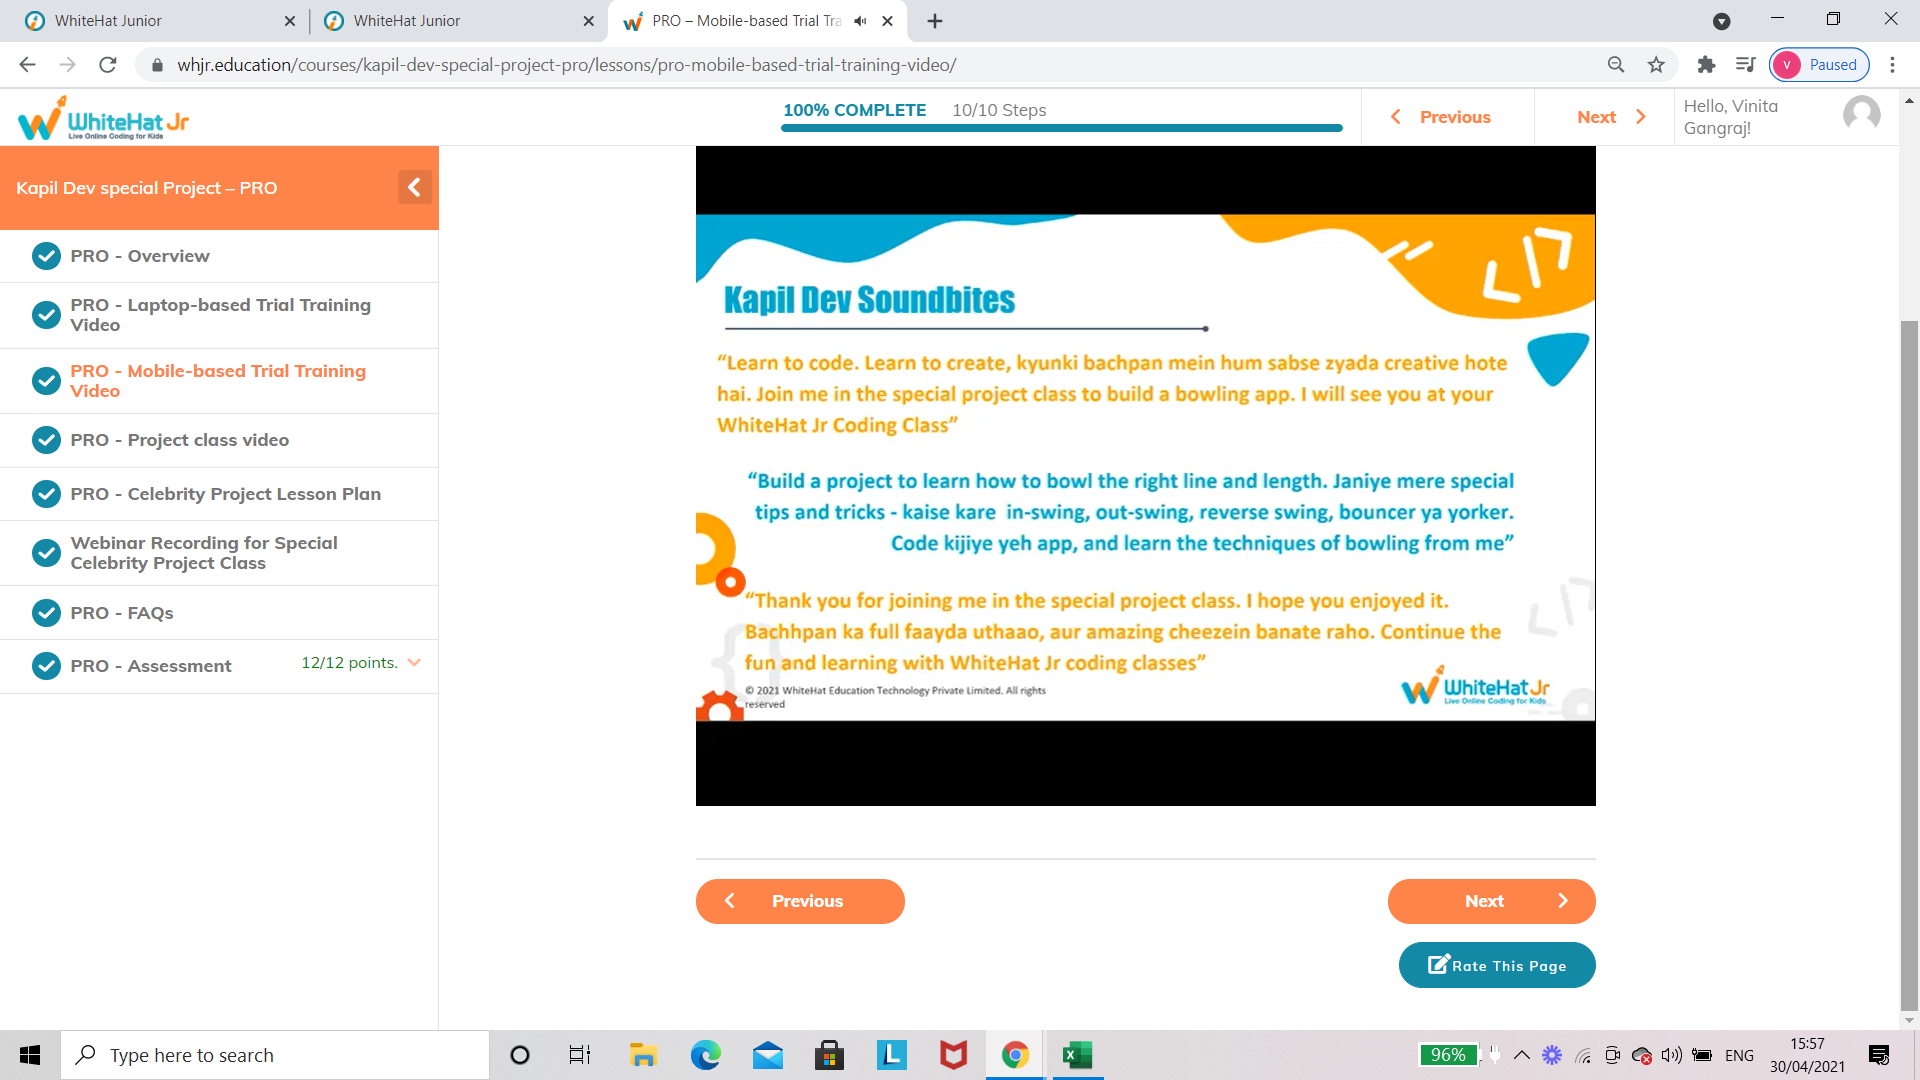 WhiteHat Junior
WhiteHat Junior
PRO – Mobile-based Trial Tra
whjr.education/courses/kapil-dev-special-project-pro/lessons/pro-mobile-based-trial-training-video/
V Paused
WhiteHat Jr
Live Online Coding for Kids
100% COMPLETE 10/10 Steps
Previous
Next
Hello, Vinita
Gangraj!
Kapil Dev special Project – PRO
PRO - Overview
PRO - Laptop-based Trial Training
Video
PRO - Mobile-based Trial Training
Video
PRO - Project class video
PRO - Celebrity Project Lesson Plan
Webinar Recording for Special
Celebrity Project Class
PRO - FAQs
PRO - Assessment 12/12 points.
Kapil Dev Soundbites
“Learn to code. Learn to create, kyunki bachpan mein hum sabse zyada creative hote
hai. Join me in the special project class to build a bowling app. I will see you at your
WhiteHat Jr Coding Class”
“Build a project to learn how to bowl the right line and length. Janiye mere special
tips and tricks - kaise kare in-swing, out-swing, reverse swing, bouncer ya yorker.
Code kijiye yeh app, and learn the techniques of bowling from me”
“Thank you for joining me in the special project class. I hope you enjoyed it.
Bachhpan ka full faayda uthaao, aur amazing cheezein banate raho. Continue the
fun and learning with WhiteHat Jr coding classes”
© 2021 WhiteHat Education Technology Private Limited. All rights
reserved
WhiteHat Jr
Live Online Coding for Kids
Previous
Next
Rate This Page
Type here to search
L
X
96%
ENG
15:57
30/04/2021